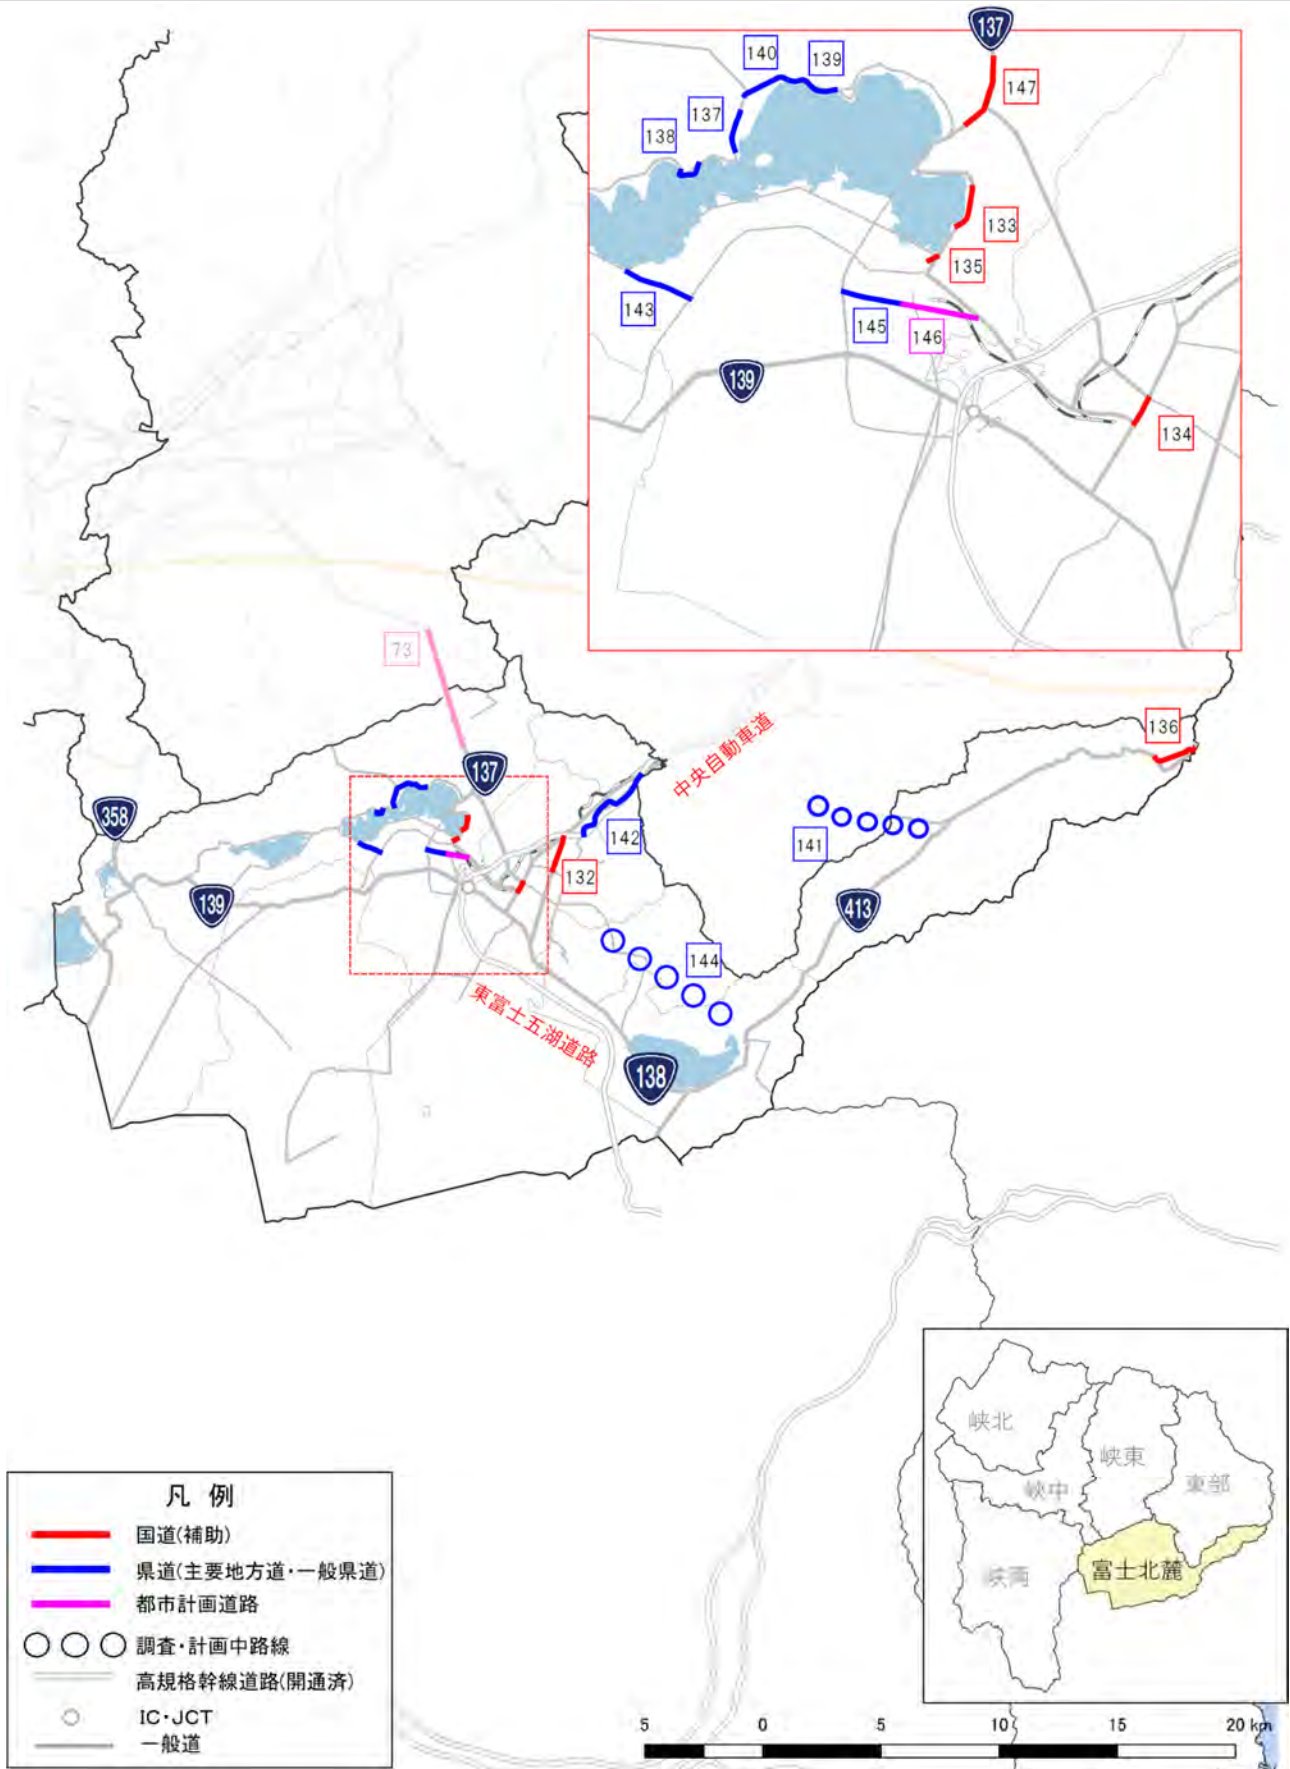 137
140
139
147
137
138
133
135
143
145
146
139
134
73
136
137
中央自動車道
358
142
141
132
139
413
144
東富士五湖道路
138
峡北
峡東
峡中
東部
峡南
富士北麓
凡 例
国道(補助)
県道(主要地方道・一般県道)
都市計画道路
調査・計画中路線
高規格幹線道路(開通済)
IC・JCT
一般道
5 0 5 10 15 20 km